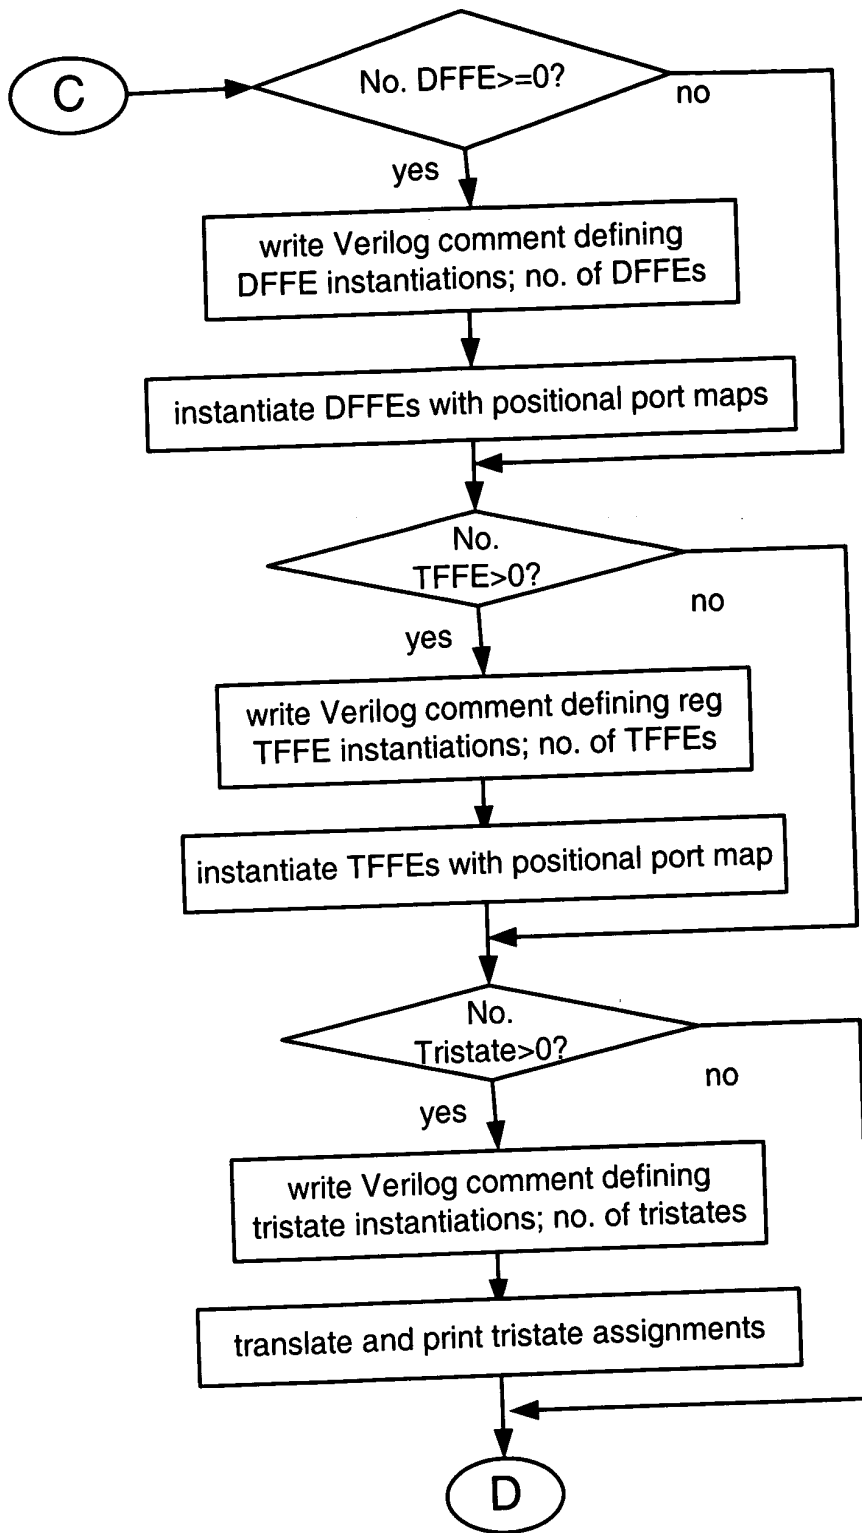 C
No. DFFE>=0?
no
yes
write Verilog comment defining
DFFE instantiations; no. of DFFEs
instantiate DFFEs with positional port maps
No.
TFFE>0?
no
yes
write Verilog comment defining reg
TFFE instantiations; no. of TFFEs
instantiate TFFEs with positional port map
No.
Tristate>0?
no
yes
write Verilog comment defining
tristate instantiations; no. of tristates
translate and print tristate assignments
D